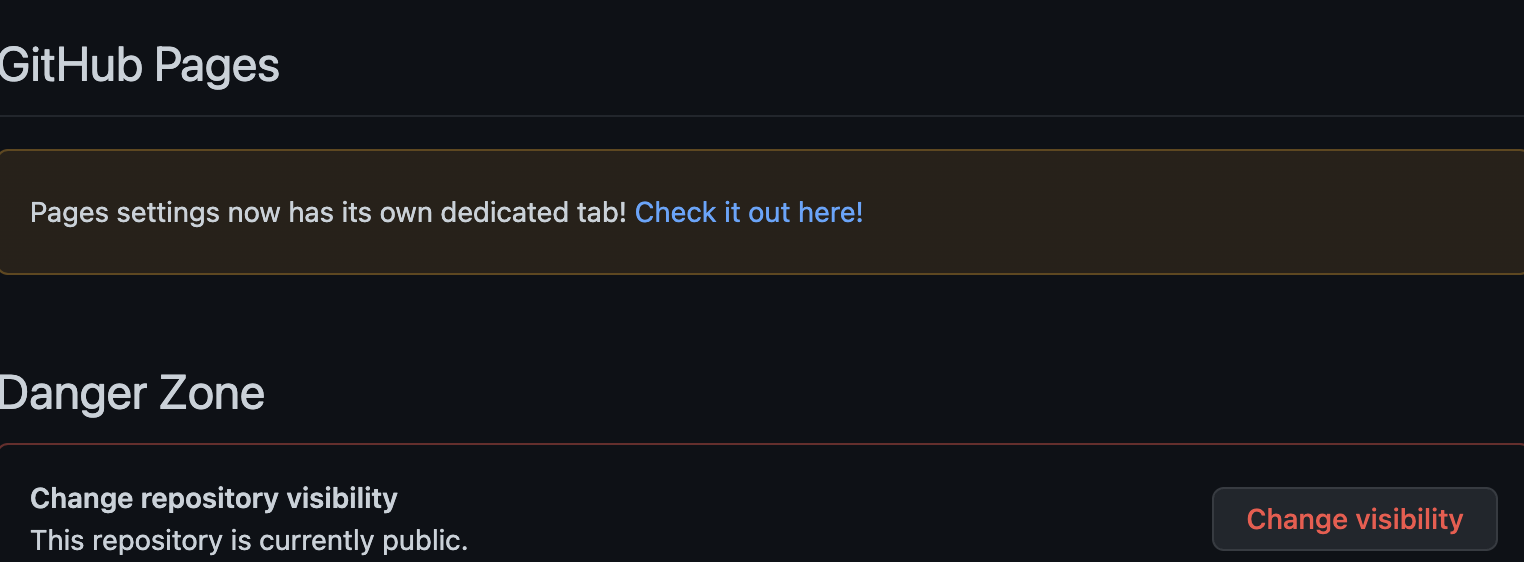 GitHub Pages
Pages settings now has its own dedicated tab! Check it out here!
Danger Zone
Change repository visibility
This repository is currently public.
Change visibility